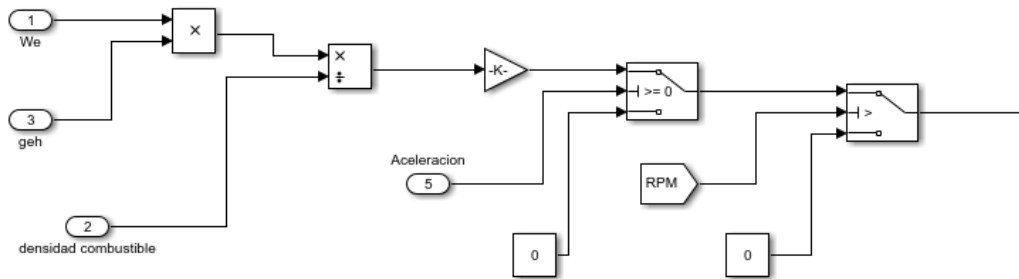 1
We
×
×
÷
-K-
>= 0
>
3
geh
Aceleracion
5
RPM
2
densidad combustible
0
0